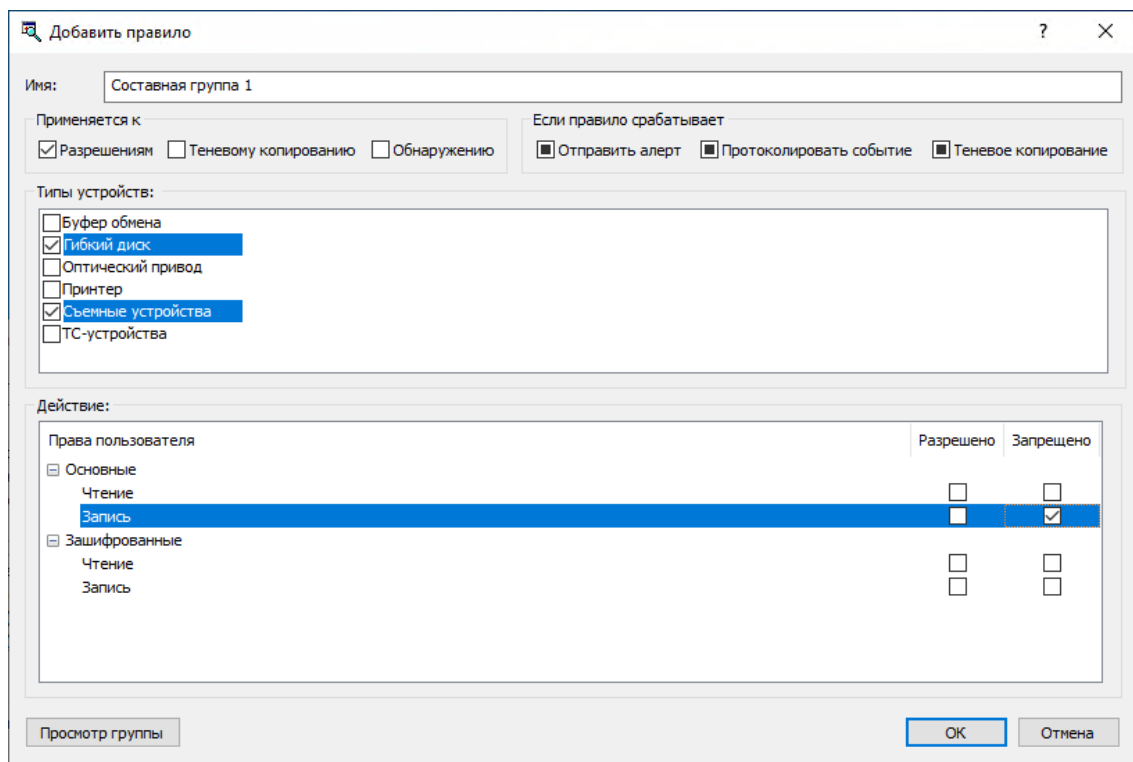 Добавить правило
?
Имя: Составная группа 1
Применяется к
Разрешениям Теневому копированию Обнаружению
Если правило срабатывает
Отправить алерт Протоколировать событие Теневое копирование
Типы устройств:
Буфер обмена
Гибкий диск
Оптический привод
Принтер
Съемные устройства
ТС-устройства
Действие:
Права пользователя Разрешено Запрещено
Основные
Чтение
Запись
Зашифрованные
Чтение
Запись
Просмотр группы OK Отмена